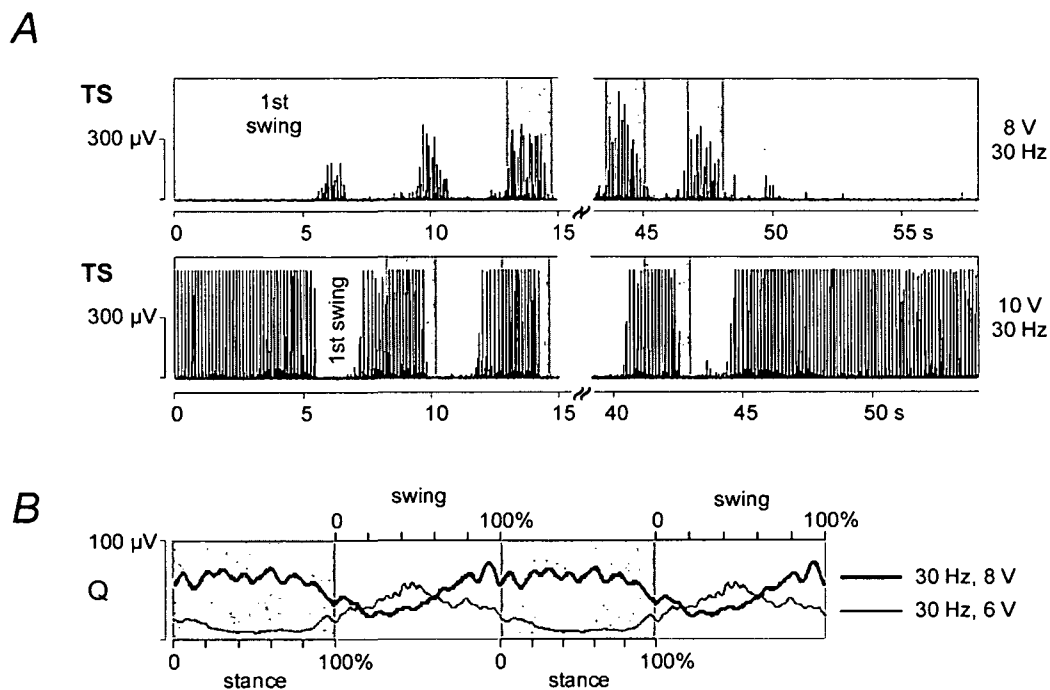 A
TS
300 µV
1st
swing
8 V
30 Hz
0 5 10 15 45 50 55 s
TS
300 µV
1st swing
10 V
30 Hz
0 5 10 15 40 45 50 s
B
swing swing
0 100% 0 100%
100 µV
Q
30 Hz, 8 V
30 Hz, 6 V
0 100% 0 100%
stance stance